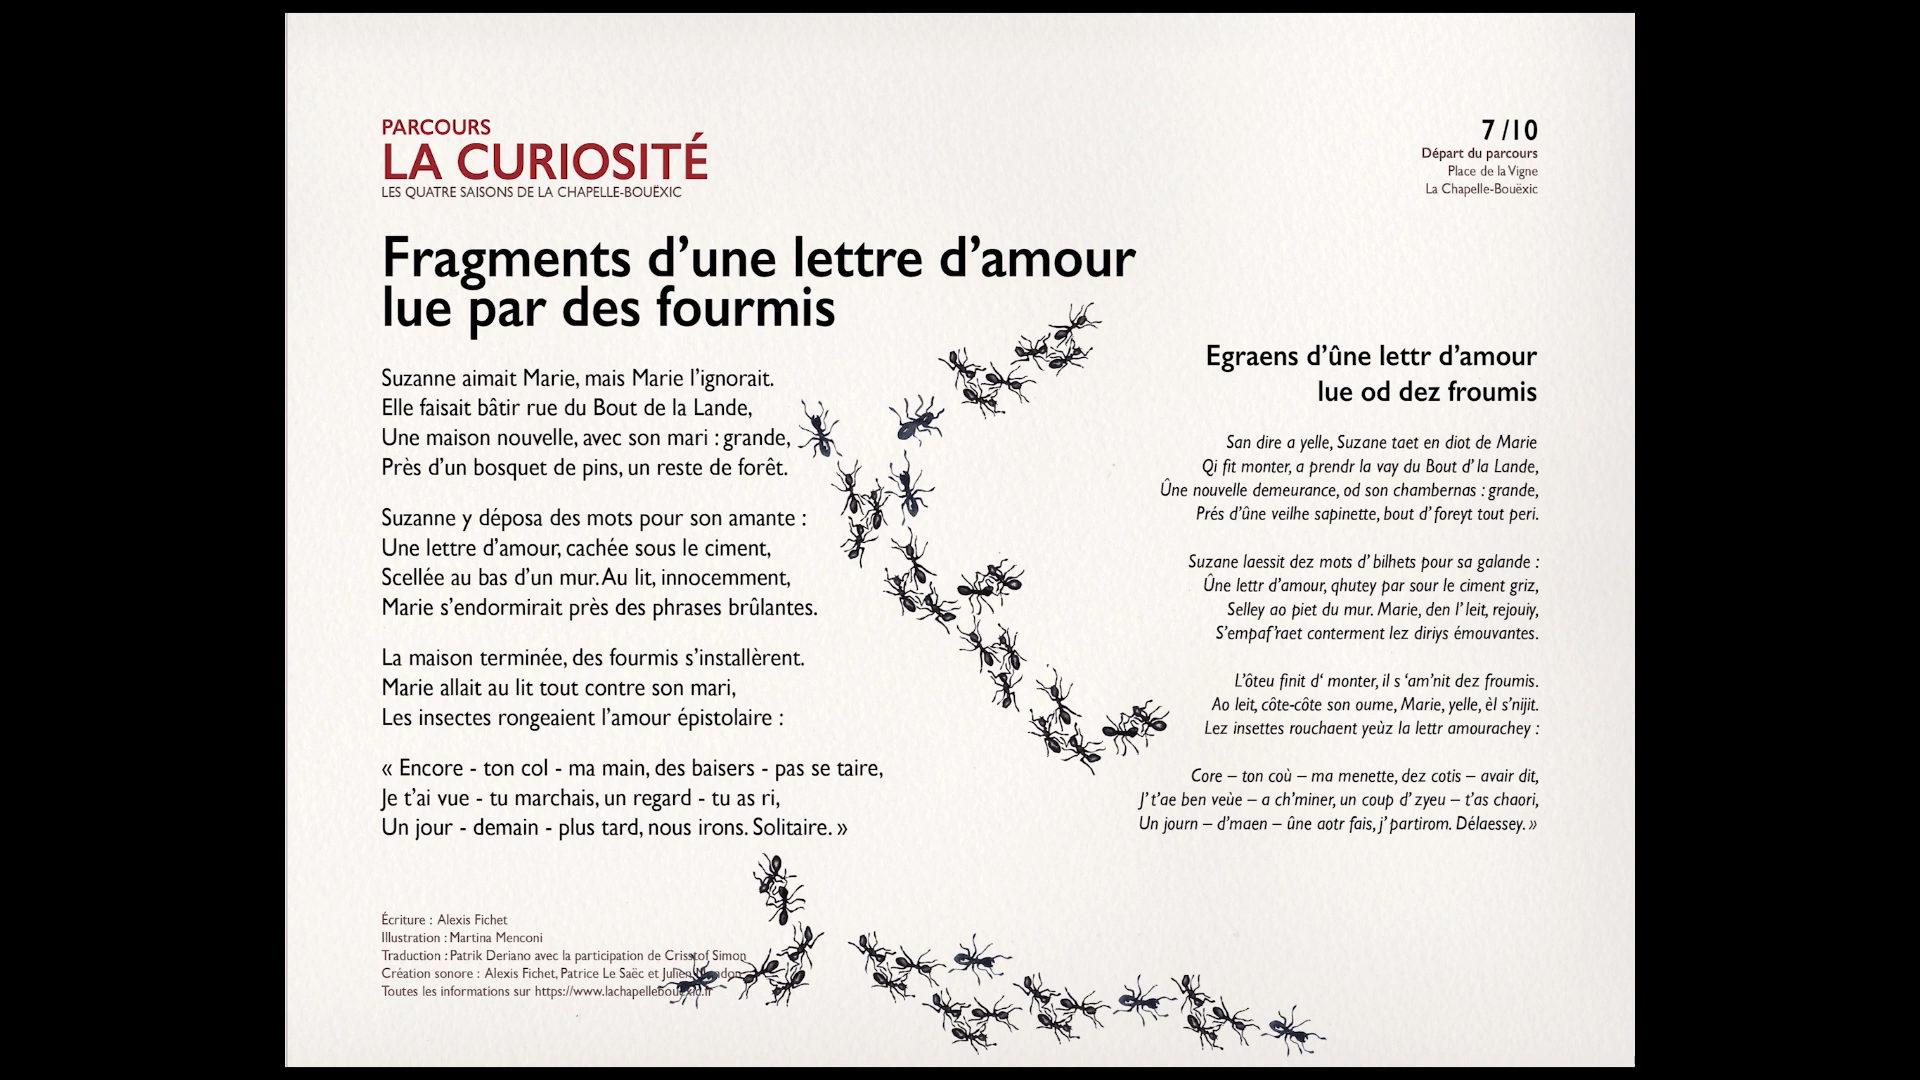 PARCOURS
LA CURIOSITÉ
LES QUATRE SAISONS DE LA CHAPELLE-BOUËXIC
7 /10
Départ du parcours
Place de la Vigne
La Chapelle-Bouëxic
Fragments d’une lettre d’amour
lue par des fourmis
Suzanne aimait Marie, mais Marie l’ignorait.
Elle faisait bâtir rue du Bout de la Lande,
Une maison nouvelle, avec son mari : grande,
Près d’un bosquet de pins, un reste de forêt.
Suzanne y déposa des mots pour son amante :
Une lettre d’amour, cachée sous le ciment,
Scellée au bas d’un mur. Au lit, innocemment,
Marie s’endormirait près des phrases brûlantes.
La maison terminée, des fourmis s’installèrent.
Marie allait au lit tout contre son mari,
Les insectes rongeaient l’amour épistolaire :
« Encore - ton col - ma main, des baisers - pas se taire,
Je t’ai vue - tu marchais, un regard - tu as ri,
Un jour - demain - plus tard, nous irons. Solitaire. »
Egraens d’ûne lettr d’amour
lue od dez froumis
San dire a yelle, Suzane taet en diot de Marie
Qi fit monter, a prendr la vay du Bout d’ la Lande,
Ûne nouvelle demeurance, od son chambernas : grande,
Prés d’ûne veilhe sapinette, bout d’ foreyt tout peri.
Suzane laessit dez mots d’ bilhets pour sa galande :
Ûne lettr d’amour, qhutey par sour le ciment griz,
Selley ao piet du mur. Marie, den l’ leit, rejouiy,
S’empaf’raet conterment lez diriys émouvantes.
L’ôteu finit d‘ monter, il s ‘am’nit dez froumis.
Ao leit, côte-côte son oume, Marie, yelle, èl s’nijit.
Lez insettes rouchaent yeùz la lettr amourachey :
Core – ton coù – ma menette, dez cotis – avair dit,
J’ t’ae ben veùe – a ch’miner, un coup d’ zyeu – t’as chaori,
Un journ – d’maen – ûne aotr fais, j’ partirom. Délaessey. »
Écriture : Alexis Fichet
Illustration : Martina Menconi
Traduction : Patrik Deriano avec la participation de Crisstof Simon
Création sonore : Alexis Fichet, Patrice Le Saëc et Julien
Toutes les informations sur https://www.lachapellebouexic.fr